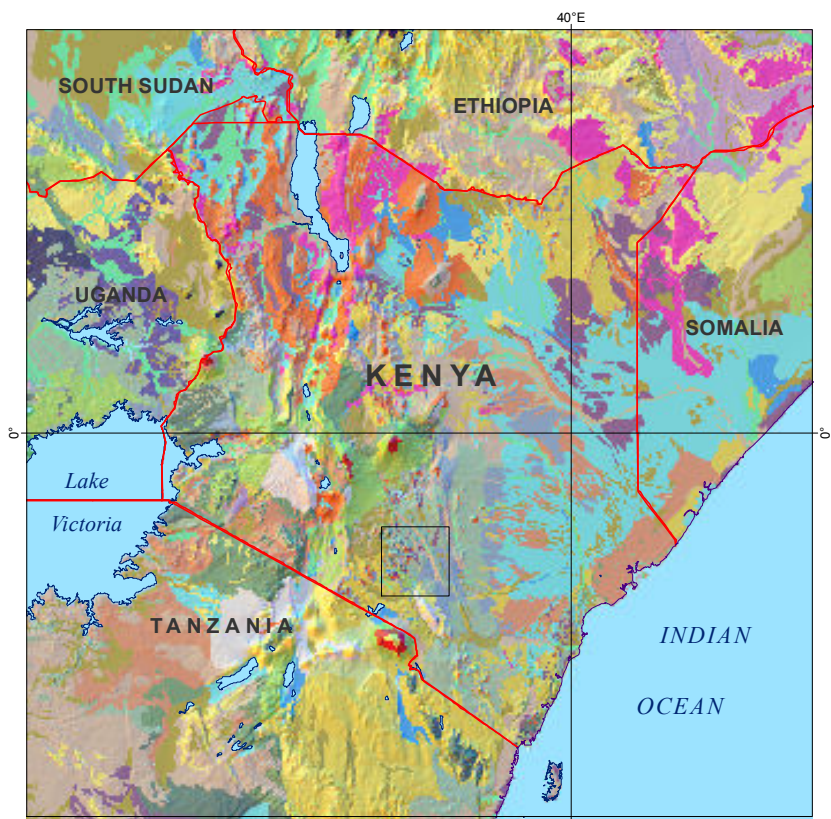 40°E
SOUTH SUDAN
ETHIOPIA
UGANDA
SOMALIA
KENYA
0°
0°
Lake
Victoria
TANZANIA
INDIAN
OCEAN